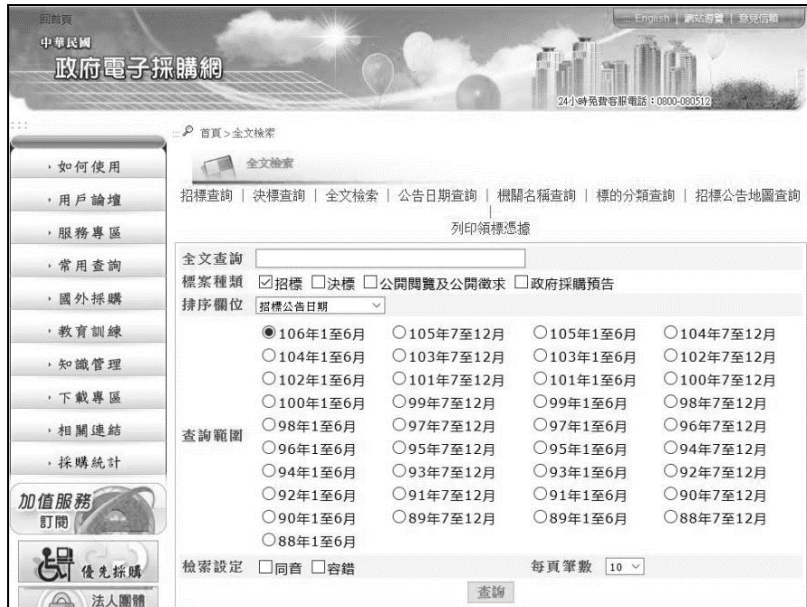 回首頁
English | 網站導覽 | 意見信箱
中華民國
政府電子採購網
24小時免費客服電話：0800-080512
首頁>全文檢索
全文檢索
招標查詢 | 決標查詢 | 全文檢索 | 公告日期查詢 | 機關名稱查詢 | 標的分類查詢 | 招標公告地圖查詢 |
列印領標憑據
如何使用
用戶論壇
服務專區
常用查詢
國外採購
教育訓練
知識管理
下載專區
相關連結
採購統計
加值服務
訂閱
優先採購
法人團體
全文查詢
標案種類 招標 決標 公開閱覽及公開徵求 政府採購預告
排序欄位 招標公告日期
查詢範圍
106年1至6月 105年7至12月 105年1至6月 104年7至12月
104年1至6月 103年7至12月 103年1至6月 102年7至12月
102年1至6月 101年7至12月 101年1至6月 100年7至12月
100年1至6月 99年7至12月 99年1至6月 98年7至12月
98年1至6月 97年7至12月 97年1至6月 96年7至12月
96年1至6月 95年7至12月 95年1至6月 94年7至12月
94年1至6月 93年7至12月 93年1至6月 92年7至12月
92年1至6月 91年7至12月 91年1至6月 90年7至12月
90年1至6月 89年7至12月 89年1至6月 88年7至12月
88年1至6月
檢索設定 同音 容錯 每頁筆數 10
查詢